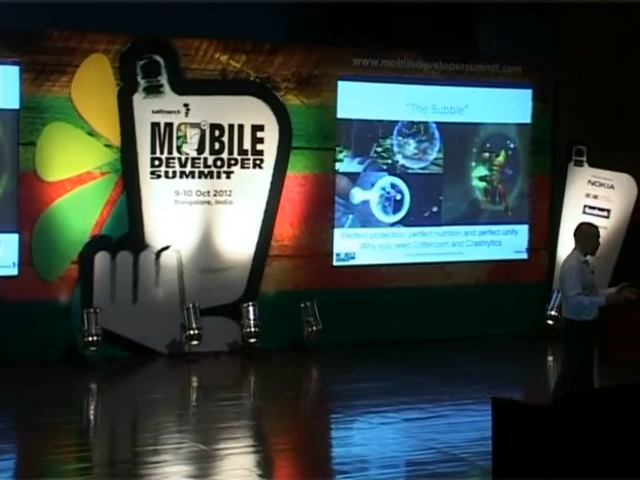 www.mobiledevelopersummit.com
saltmarch
MOBILE
DEVELOPER
SUMMIT
9-10 Oct 2012
Bangalore, India
"The Bubble"
Perfect protection, perfect nutrition and perfect unity
Why you need Crittercism and Crashlytics
NOKIA
facebook